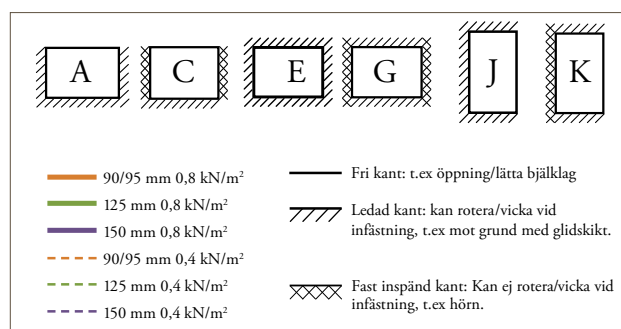 A C E G J K
90/95 mm 0,8 kN/m²
125 mm 0,8 kN/m²
150 mm 0,8 kN/m²
90/95 mm 0,4 kN/m²
125 mm 0,4 kN/m²
150 mm 0,4 kN/m²
Fri kant: t.ex öppning/lätta bjälklag
Ledad kant: kan rotera/vicka vid
infästning, t.ex mot grund med glidskikt.
Fast inspänd kant: Kan ej rotera/vicka vid
infästning, t.ex hörn.